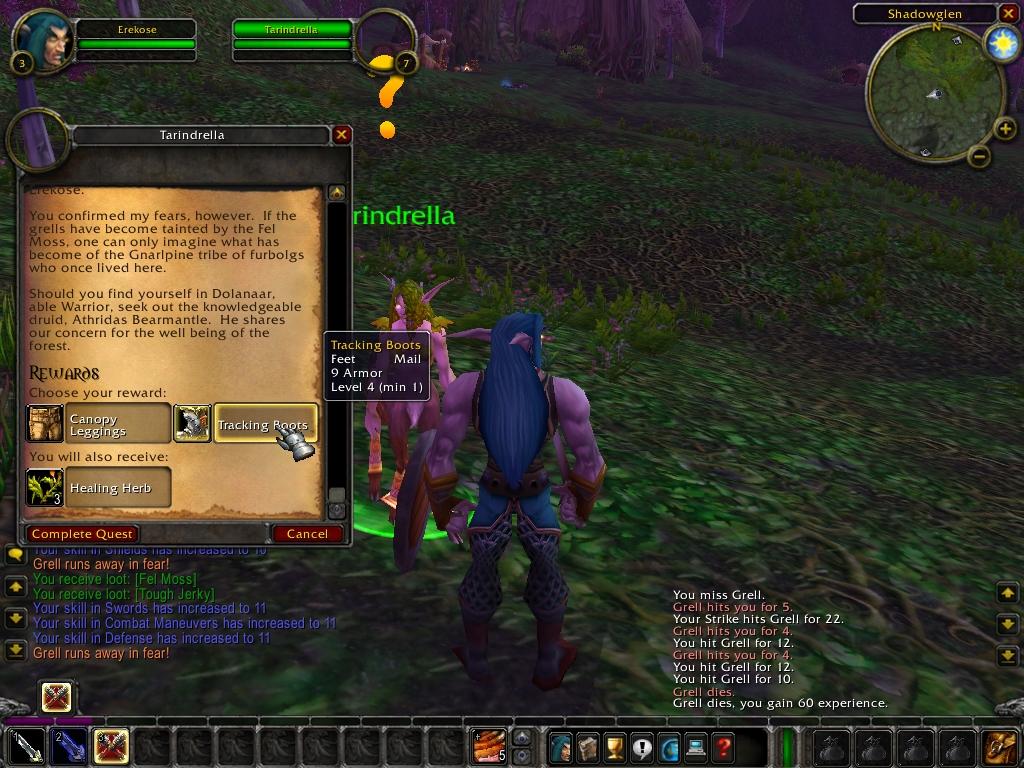 Erekose
3
Tarindrella
7
Shadowglen
N
Tarindrella
rindrella
Erekose.
You confirmed my fears, however. If the
grells have become tainted by the Fel
Moss, one can only imagine what has
become of the Gnarlpine tribe of furbolgs
who once lived here.
Should you find yourself in Dolanaar,
able Warrior, seek out the knowledgeable
druid, Athridas Bearmantle. He shares
our concern for the well being of the
forest.
Rewards
Choose your reward:
Canopy
Leggings
Tracking Boots
You will also receive:
3
Healing Herb
Complete Quest
Cancel
Tracking Boots
Feet Mail
9 Armor
Level 4 (min 1)
Your skill in Shields has increased to 10
Grell runs away in fear!
You receive loot: [Fel Moss]
You receive loot: [Tough Jerky]
Your skill in Swords has increased to 11
Your skill in Combat Maneuvers has increased to 11
Your skill in Defense has increased to 11
Grell runs away in fear!
You miss Grell.
Grell hits you for 5.
Your Strike hits Grell for 22.
Grell hits you for 4.
You hit Grell for 12.
Grell hits you for 4.
You hit Grell for 12.
You hit Grell for 10.
Grell dies.
Grell dies, you gain 60 experience.
1
2
3
5